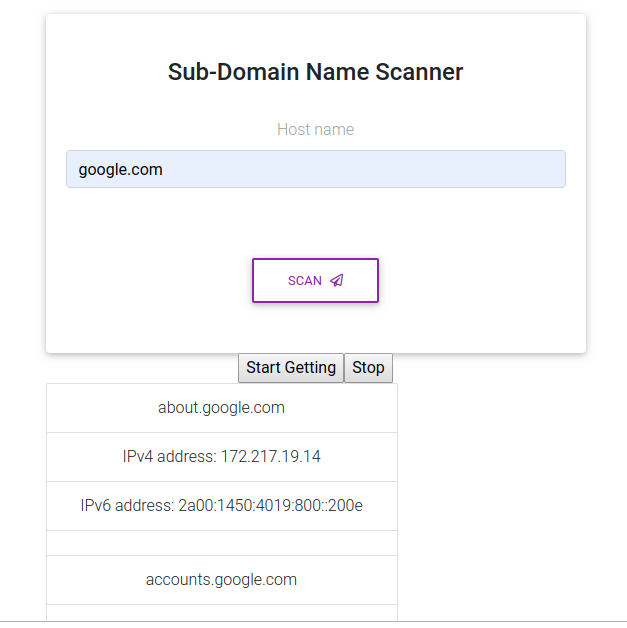 Sub-Domain Name Scanner
Host name
google.com
SCAN
Start Getting Stop
about.google.com
IPv4 address: 172.217.19.14
IPv6 address: 2a00:1450:4019:800::200e
accounts.google.com